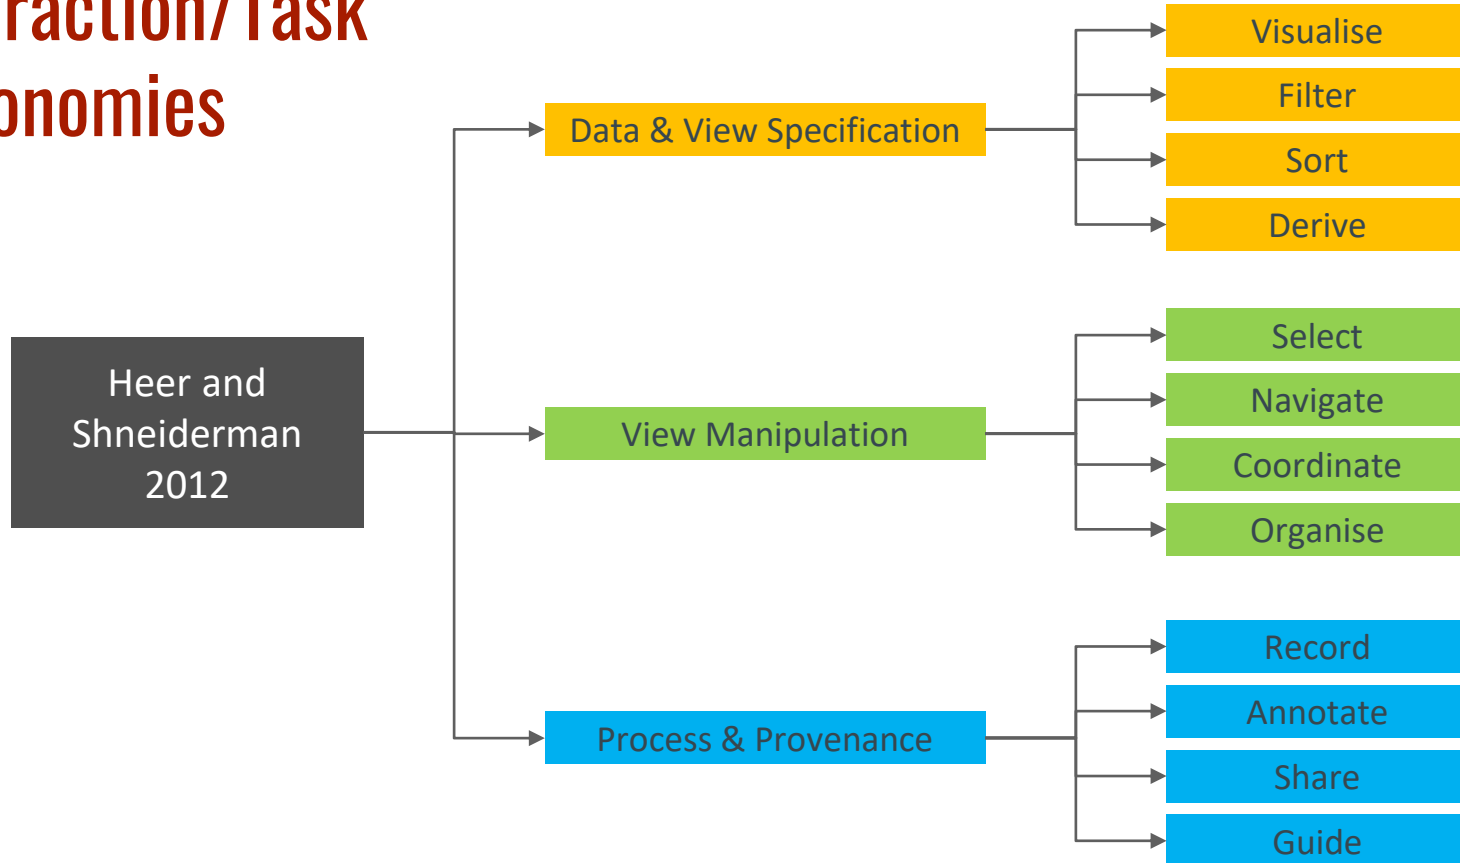 raction/Task
onomies
Heer and
Shneiderman
2012
Data & View Specification
Visualise
Filter
Sort
Derive
View Manipulation
Select
Navigate
Coordinate
Organise
Process & Provenance
Record
Annotate
Share
Guide